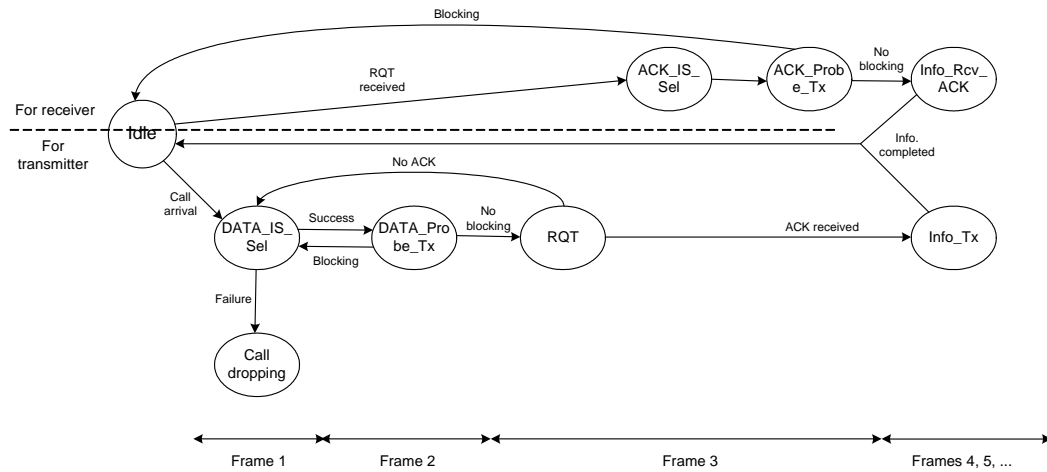 Blocking
No
blocking
ACK_IS_
Sel
ACK_Prob
e_Tx
Info_Rcv_
ACK
RQT
received
For receiver
Idle
For
transmitter
Info.
completed
No ACK
Call
arrival
DATA_IS_
Sel
Success
Blocking
DATA_Pro
be_Tx
No
blocking
RQT
ACK received
Info_Tx
Failure
Call
dropping
Frame 1
Frame 2
Frame 3
Frames 4, 5, ...